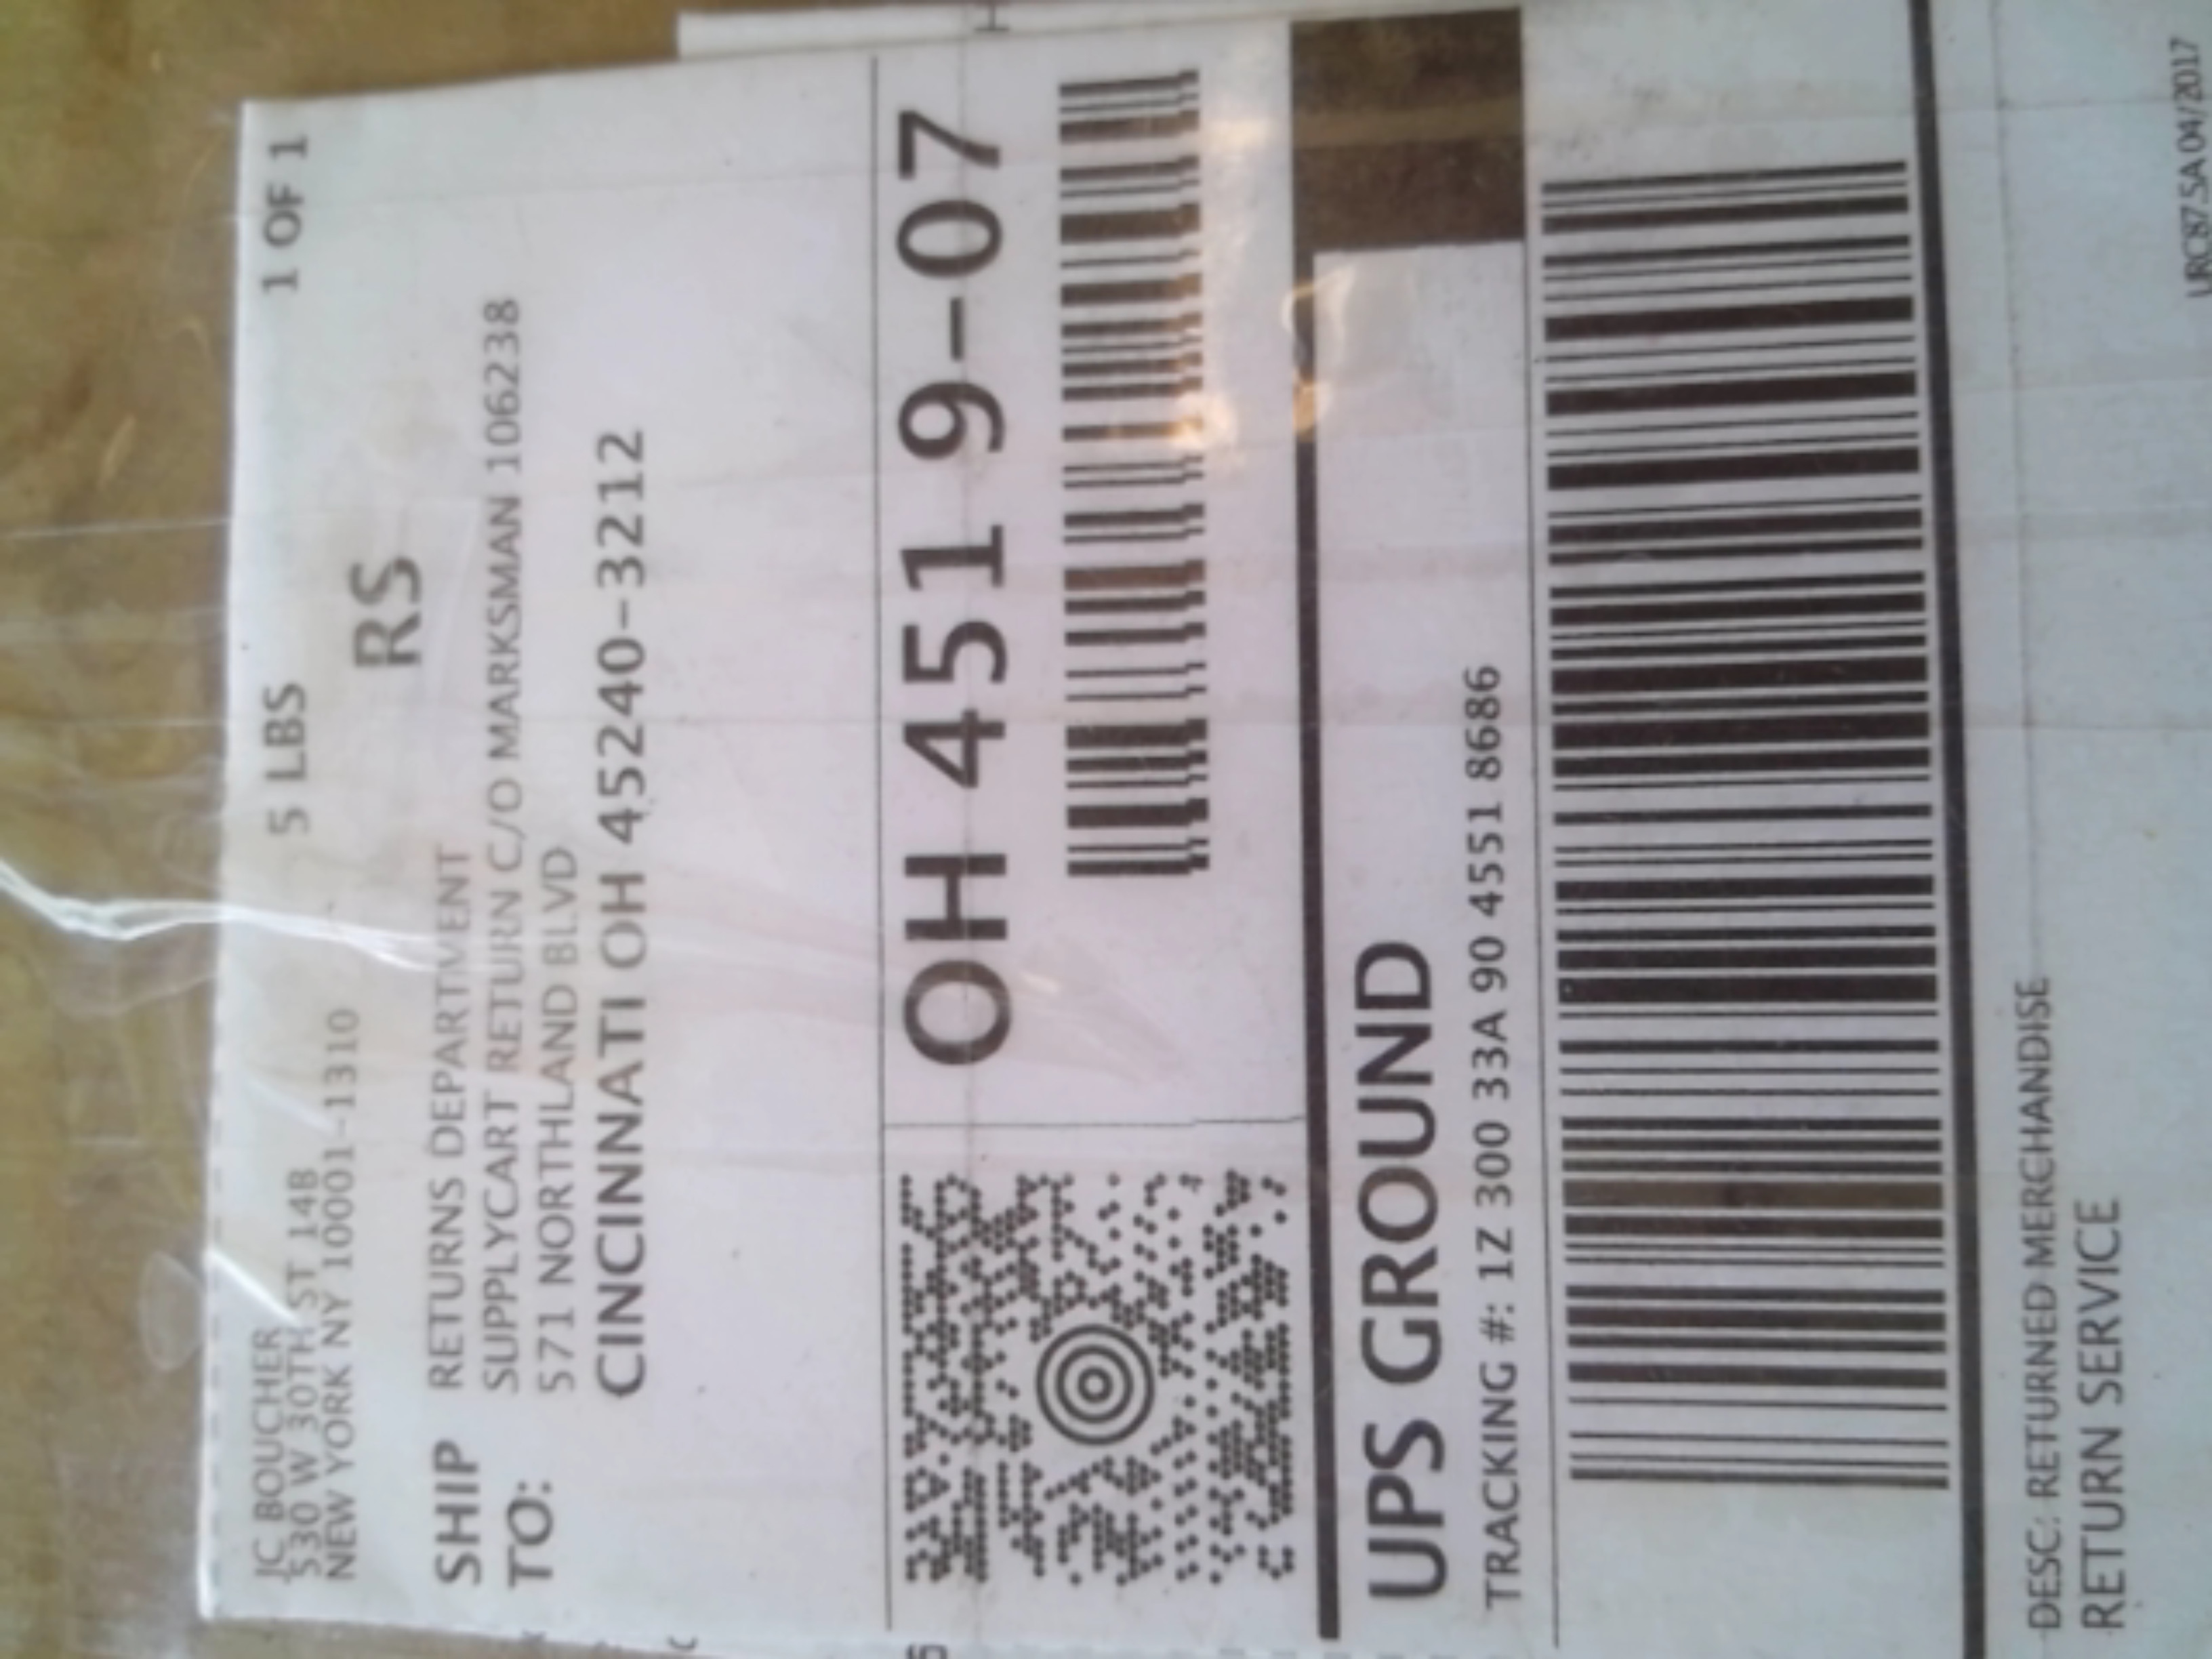 JC BOUCHER
530 W 30TH ST 14B
NEW YORK NY 10001-1310
5 LBS
1 OF 1
RS
SHIP
TO:
RETURNS DEPARTMENT
SUPPLYCART RETURN C/O MARKSMAN 106238
571 NORTHLAND BLVD
CINCINNATI OH 45240-3212
OH 451 9-07
UPS GROUND
TRACKING #: 1Z 300 33A 90 4551 8686
DESC: RETURNED MERCHANDISE
RETURN SERVICE
04/2017